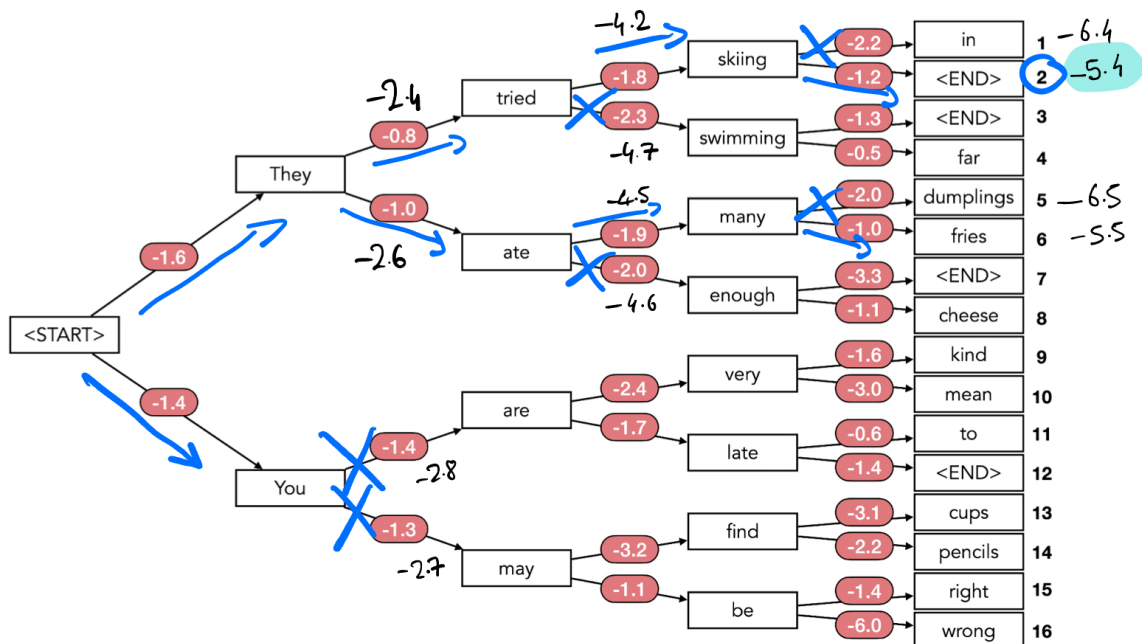 -4.2
-2.2
in
1
-6.4
skiing
-1.8
-1.2
<END>
2
-5.4
-2.4
tried
-2.3
-1.3
<END>
3
-0.8
swimming
-4.7
-0.5
far
4
They
-4.5
-2.0
dumplings
5
-6.5
-1.0
many
-1.9
-1.0
fries
6
-5.5
-1.6
-2.6
ate
-2.0
-3.3
<END>
7
-4.6
enough
-1.1
cheese
8
<START>
-1.6
kind
9
very
-2.4
-3.0
mean
10
-1.4
are
-1.7
-0.6
to
11
-1.4
late
-1.4
<END>
12
-2.8
You
-3.1
cups
13
-1.3
find
-2.2
pencils
14
-2.7
may
-3.2
-1.1
-1.4
right
15
be
-6.0
wrong
16